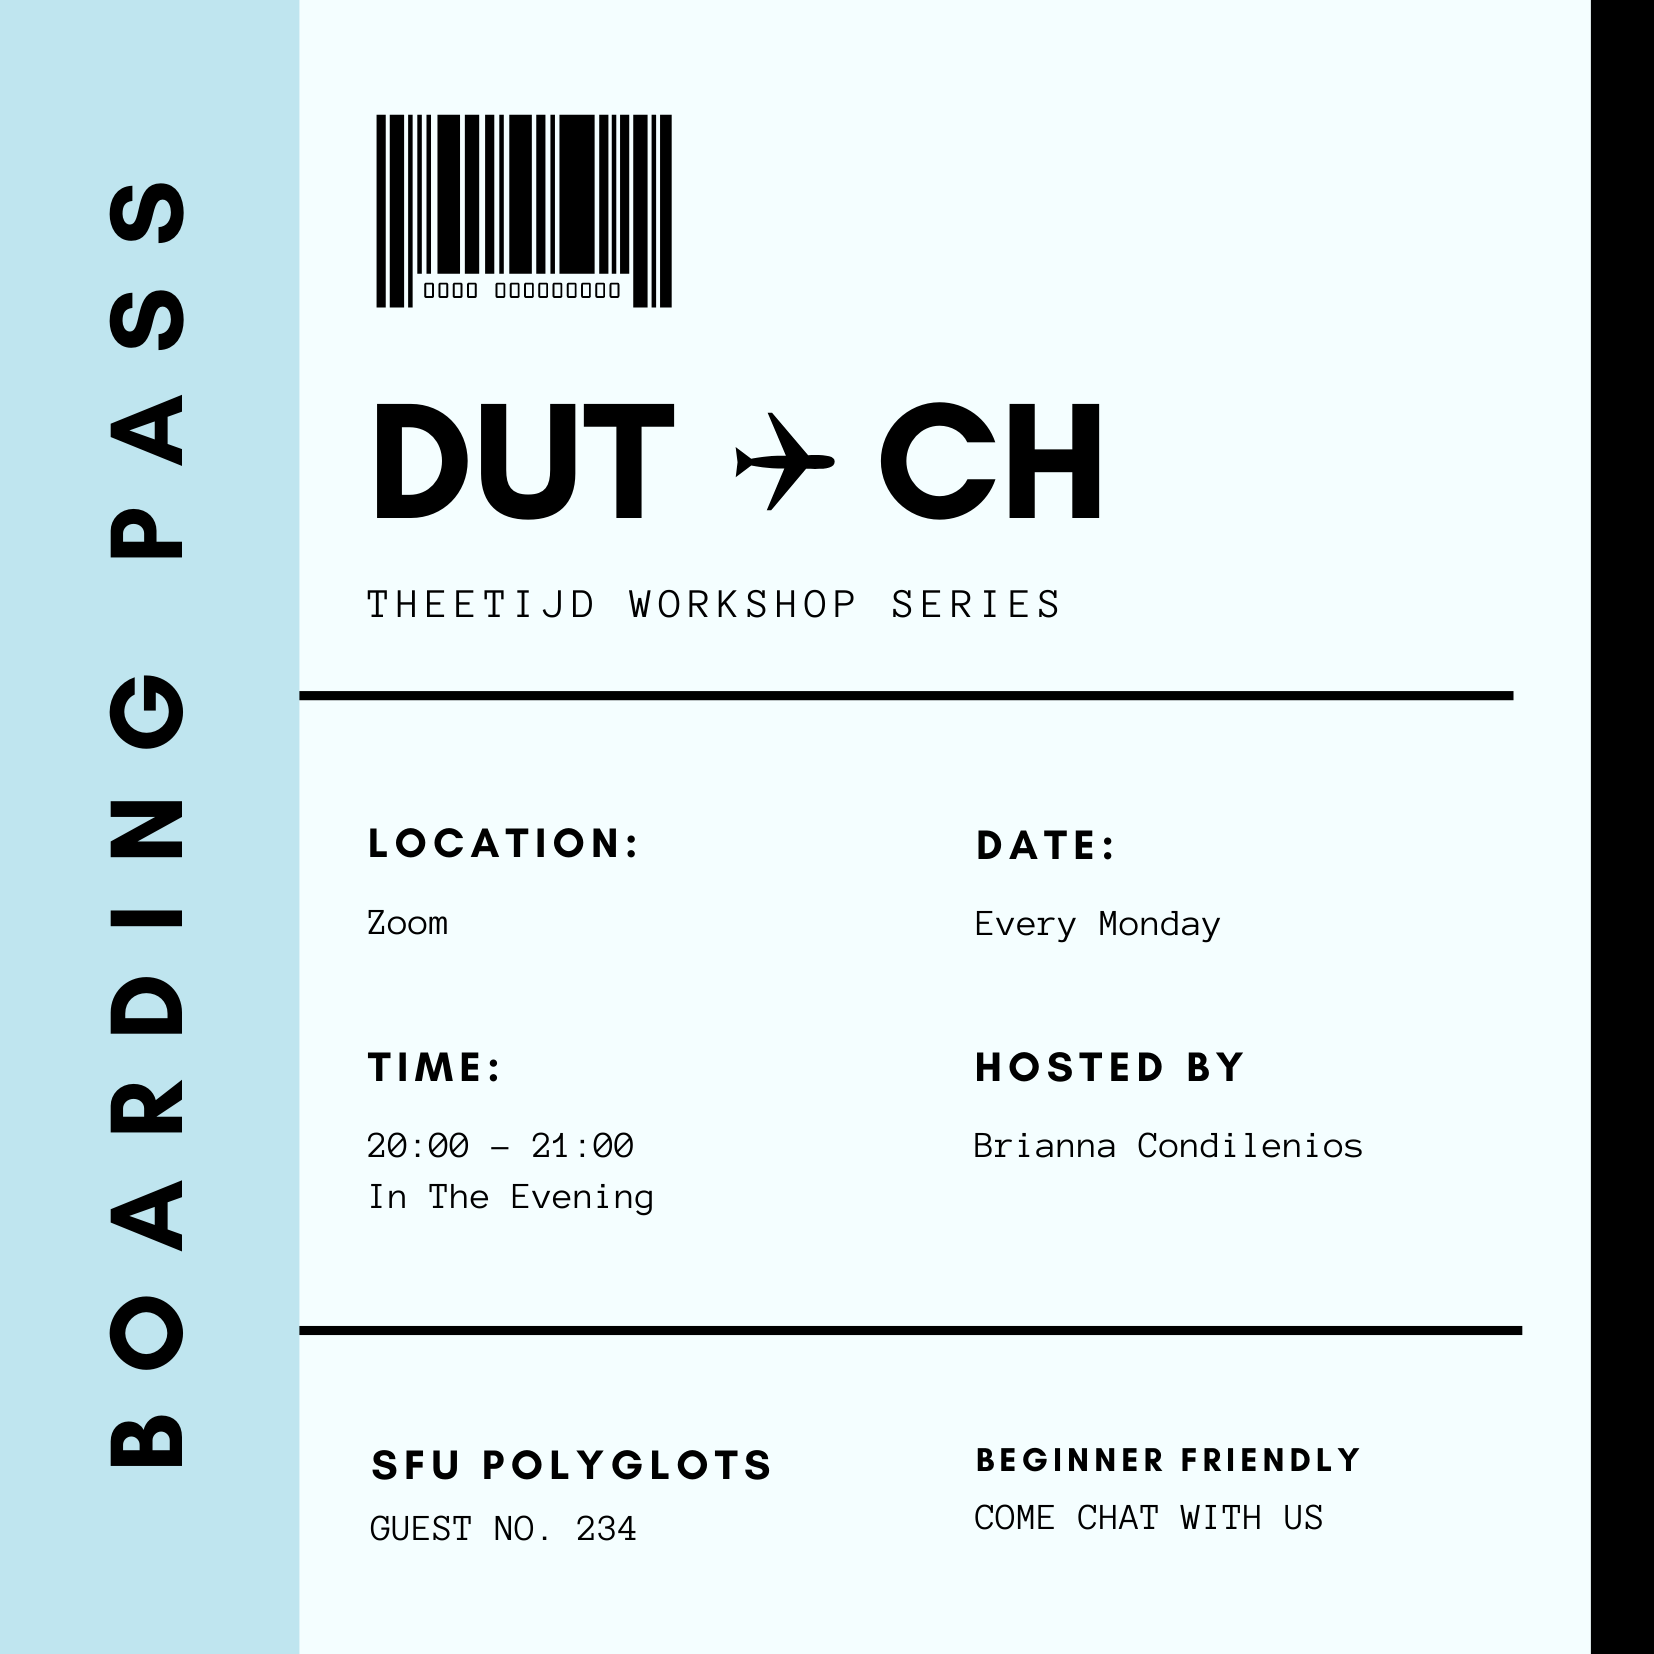 BOARDING PASS
DUT CH
THEETIJD WORKSHOP SERIES
LOCATION:
Zoom
DATE:
Every Monday
TIME:
20:00 – 21:00
In The Evening
HOSTED BY
Brianna Condilenios
SFU POLYGLOTS
GUEST NO. 234
BEGINNER FRIENDLY
COME CHAT WITH US